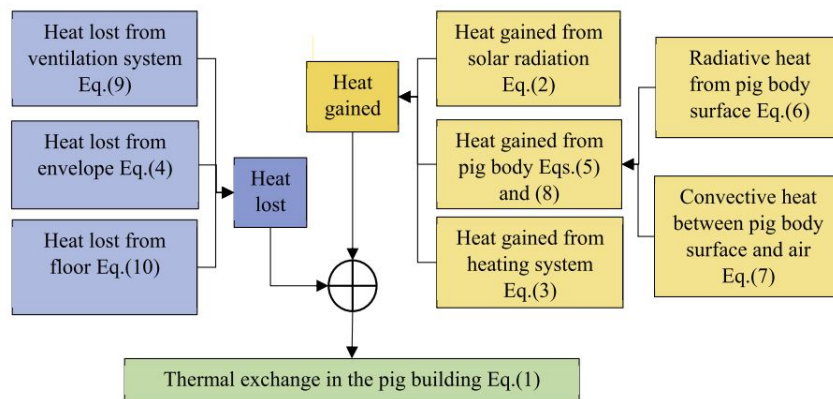 Heat lost from
ventilation system
Eq.(9)
Heat lost from
envelope Eq.(4)
Heat lost from
floor Eq.(10)
Heat
lost
Heat
gained
Heat gained from
solar radiation
Eq.(2)
Heat gained from
pig body Eqs.(5)
and (8)
Heat gained from
heating system
Eq.(3)
Radiative heat
from pig body
surface Eq.(6)
Convective heat
between pig body
surface and air
Eq.(7)
Thermal exchange in the pig building Eq.(1)